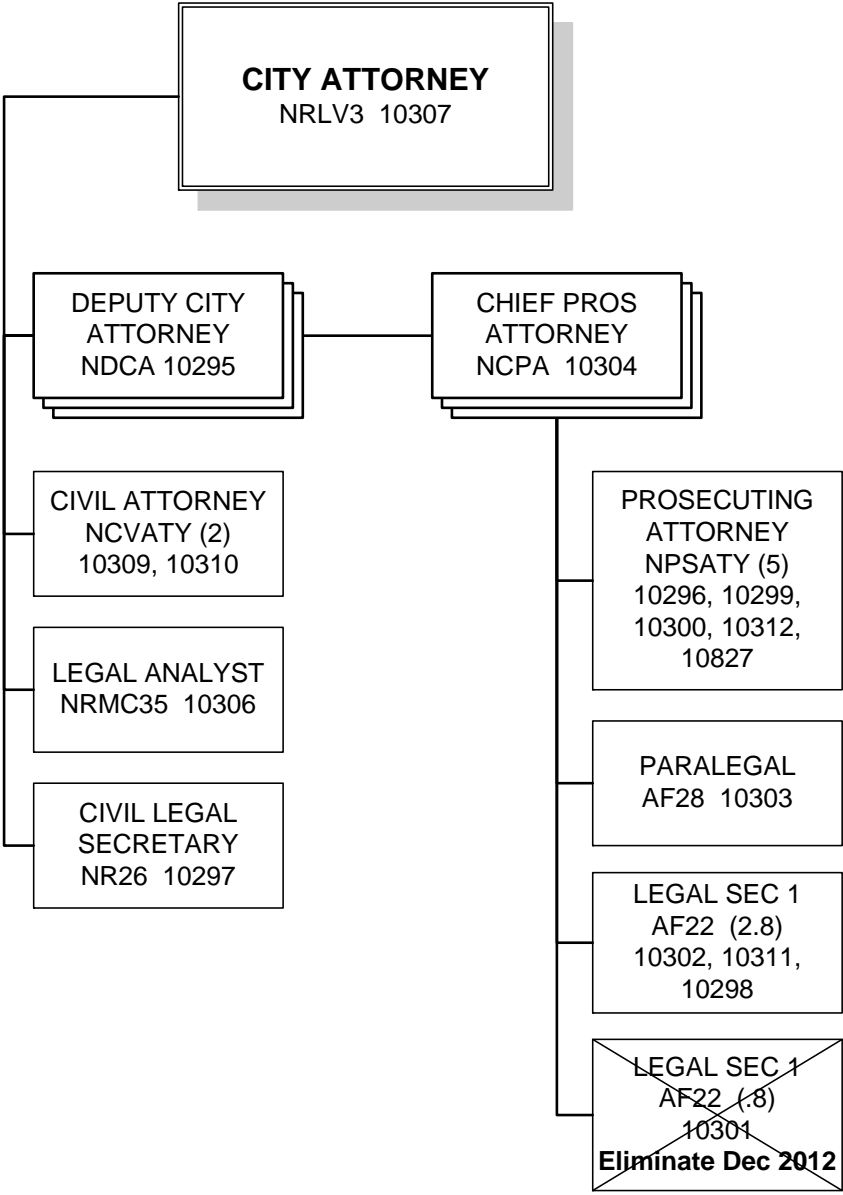 CITY ATTORNEY
NRLV3 10307
DEPUTY CITY
ATTORNEY
NDCA 10295
CHIEF PROS
ATTORNEY
NCPA 10304
CIVIL ATTORNEY
NCVATY (2)
10309, 10310
LEGAL ANALYST
NRMC35 10306
CIVIL LEGAL
SECRETARY
NR26 10297
PROSECUTING
ATTORNEY
NPSATY (5)
10296, 10299,
10300, 10312,
10827
PARALEGAL
AF28 10303
LEGAL SEC 1
AF22 (2.8)
10302, 10311,
10298
LEGAL SEC 1
AF22 (.8)
10301
Eliminate Dec 2012